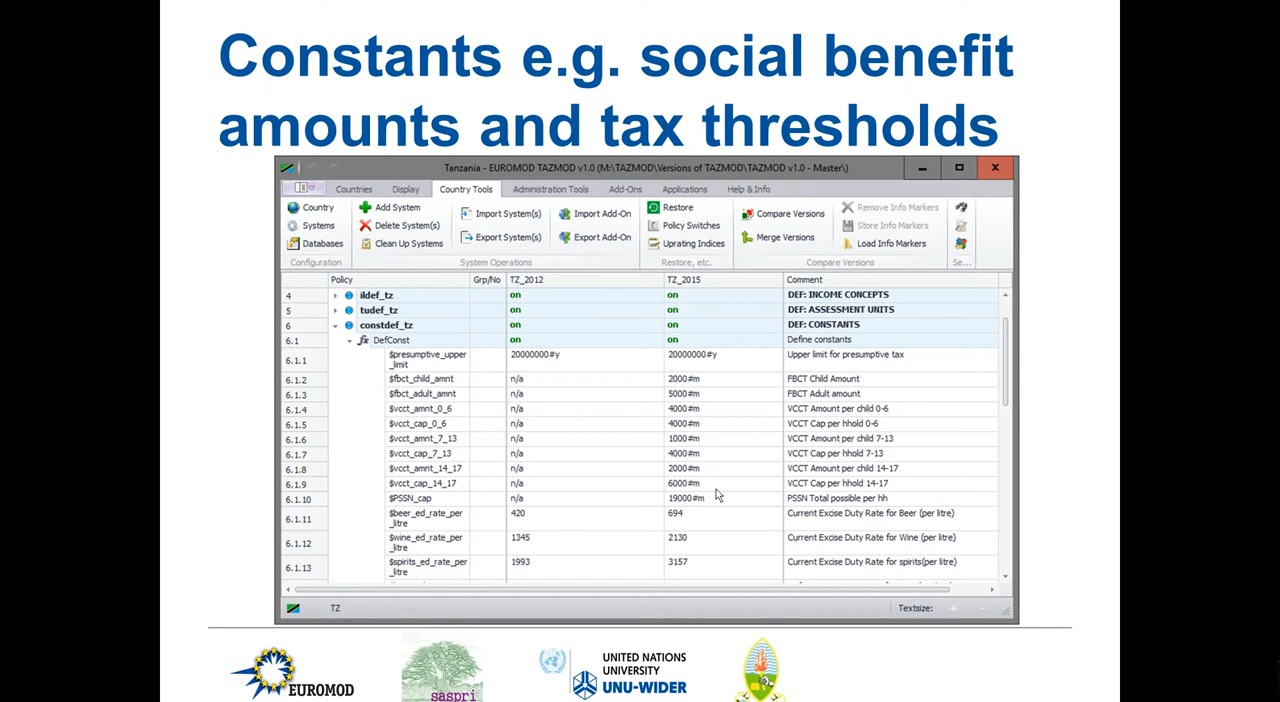 Constants e.g. social benefit
amounts and tax thresholds
Tanzania - EUROMOD TAZMOD v1.0 (M:\TAZMOD\Versions of TAZMOD\TAZMOD v1.0 - Master\)
Countries Display Country Tools Administration Tools Add-Ons Applications Help & Info
Country Add System Import System(s) Import Add-On Restore Compare Versions Remove Info Markers
Systems Delete System(s) Policy Switches Store Info Markers
Databases Clean Up Systems Export System(s) Export Add-On Uprating Indices Merge Versions Load Info Markers
Configuration System Operations Restore, etc. Compare Versions Se...
Policy Grp/No TZ_2012 TZ_2015 Comment
4 ildef_tz on on DEF: INCOME CONCEPTS
5 tudef_tz on on DEF: ASSESSMENT UNITS
6 constdef_tz on on DEF: CONSTANTS
6.1 fx DefConst on on Define constants
6.1.1 $presumptive_upper_limit 20000000#y 20000000#y Upper limit for presumptive tax
6.1.2 $fbct_child_amnt n/a 2000#m FBCT Child Amount
6.1.3 $fbct_adult_amnt n/a 5000#m FBCT Adult amount
6.1.4 $vcct_amnt_0_6 n/a 4000#m VCCT Amount per child 0-6
6.1.5 $vcct_cap_0_6 n/a 4000#m VCCT Cap per hhold 0-6
6.1.6 $vcct_amnt_7_13 n/a 1000#m VCCT Amount per child 7-13
6.1.7 $vcct_cap_7_13 n/a 4000#m VCCT Cap per hhold 7-13
6.1.8 $vcct_amnt_14_17 n/a 2000#m VCCT Amount per child 14-17
6.1.9 $vcct_cap_14_17 n/a 6000#m VCCT Cap per hhold 14-17
6.1.10 $PSSN_cap n/a 19000#m PSSN Total possible per hh
6.1.11 $beer_ed_rate_per_litre 420 694 Current Excise Duty Rate for Beer (per litre)
6.1.12 $wine_ed_rate_per_litre 1345 2130 Current Excise Duty Rate for Wine (per litre)
6.1.13 $spirits_ed_rate_per_litre 1993 3157 Current Excise Duty Rate for spirits(per litre)
TZ Textsize:
EUROMOD
saspri
UNITED NATIONS
UNIVERSITY
UNU-WIDER